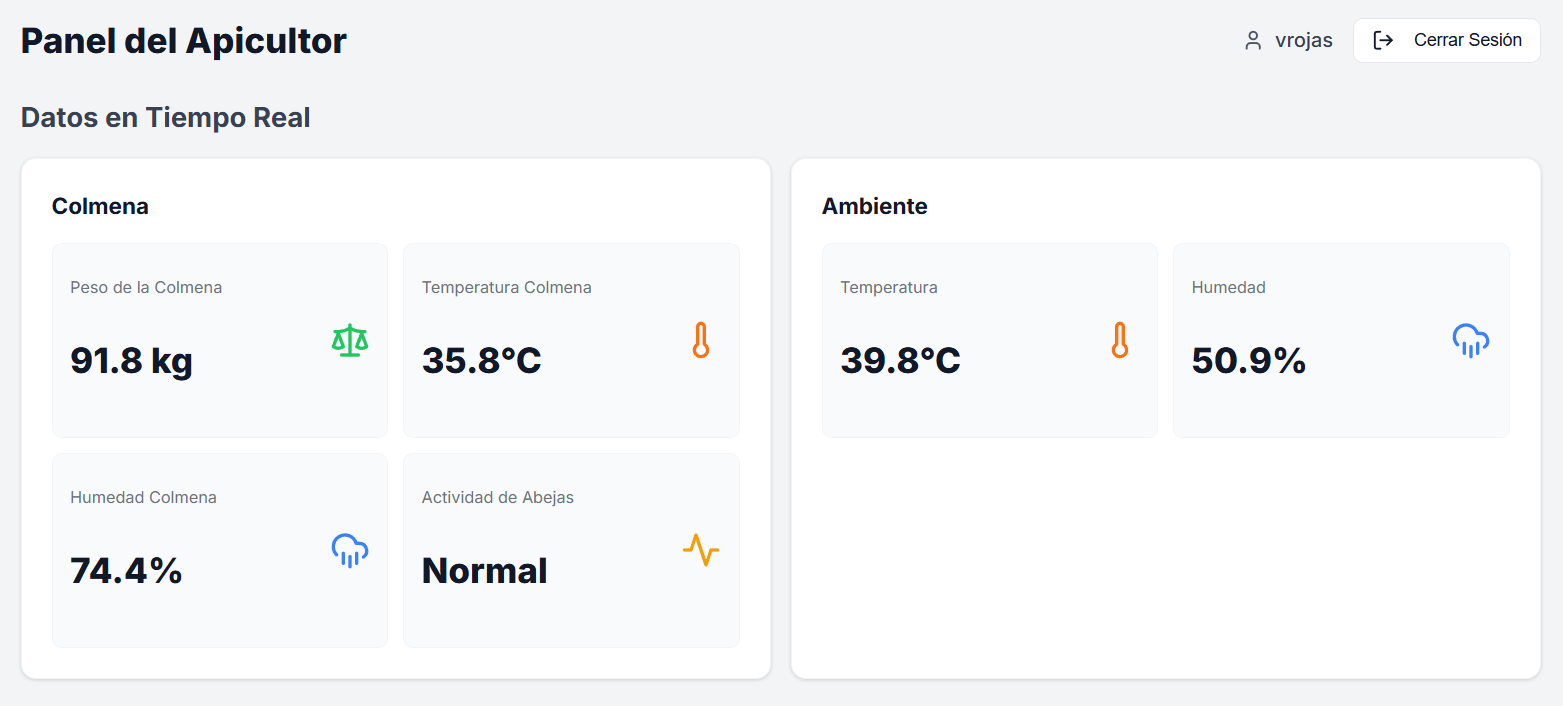 Panel del Apicultor
vrojas
Cerrar Sesión
Datos en Tiempo Real
Colmena
Peso de la Colmena
91.8 kg
Temperatura Colmena
35.8°C
Humedad Colmena
74.4%
Actividad de Abejas
Normal
Ambiente
Temperatura
39.8°C
Humedad
50.9%